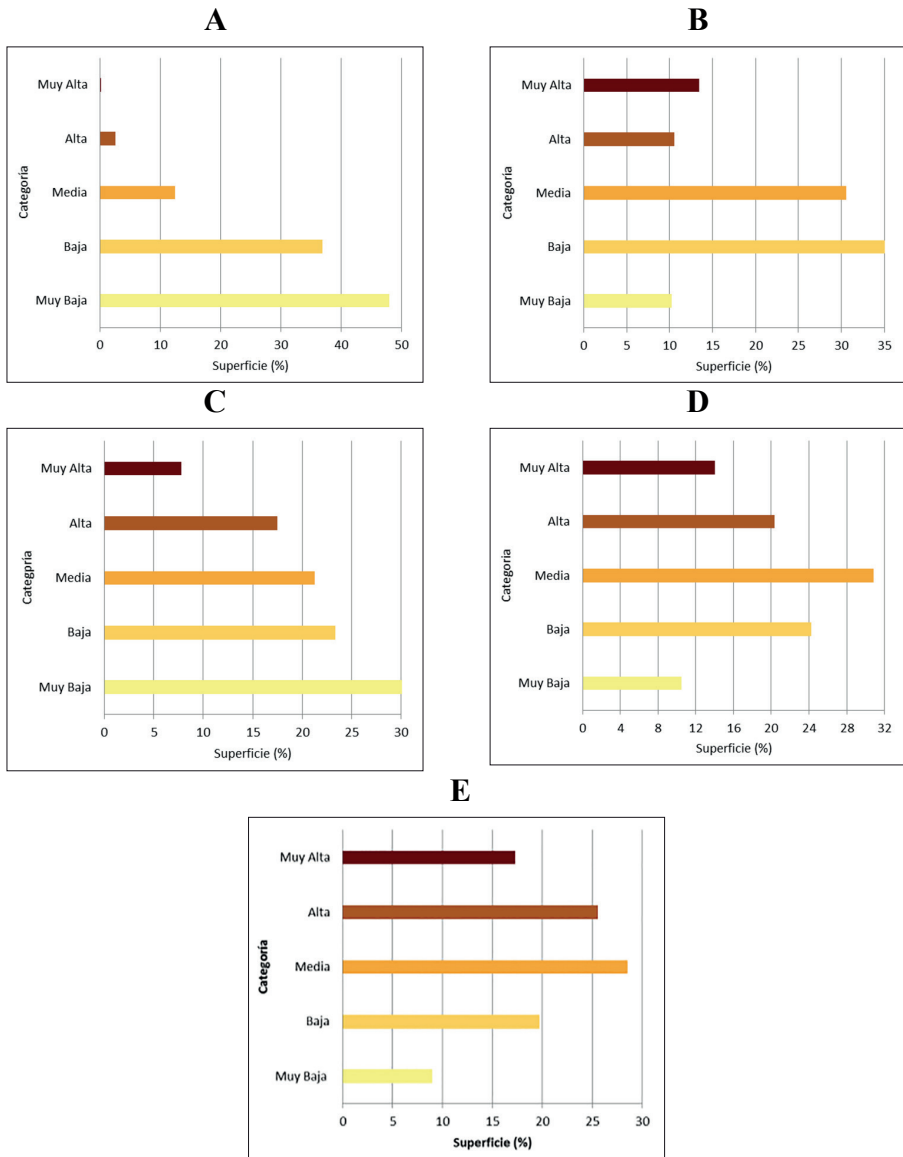 A
Categoría
Muy Alta
Alta
Media
Baja
Muy Baja
0 10 20 30 40 50
Superficie (%)
B
Categoría
Muy Alta
Alta
Media
Baja
Muy Baja
0 5 10 15 20 25 30 35
Superficie (%)
C
Categpría
Muy Alta
Alta
Media
Baja
Muy Baja
0 5 10 15 20 25 30
Superficie (%)
D
Categoria
Muy Alta
Alta
Media
Baja
Muy Baja
0 4 8 12 16 20 24 28 32
Superficie (%)
E
Categoría
Muy Alta
Alta
Media
Baja
Muy Baja
0 5 10 15 20 25 30
Superficie (%)